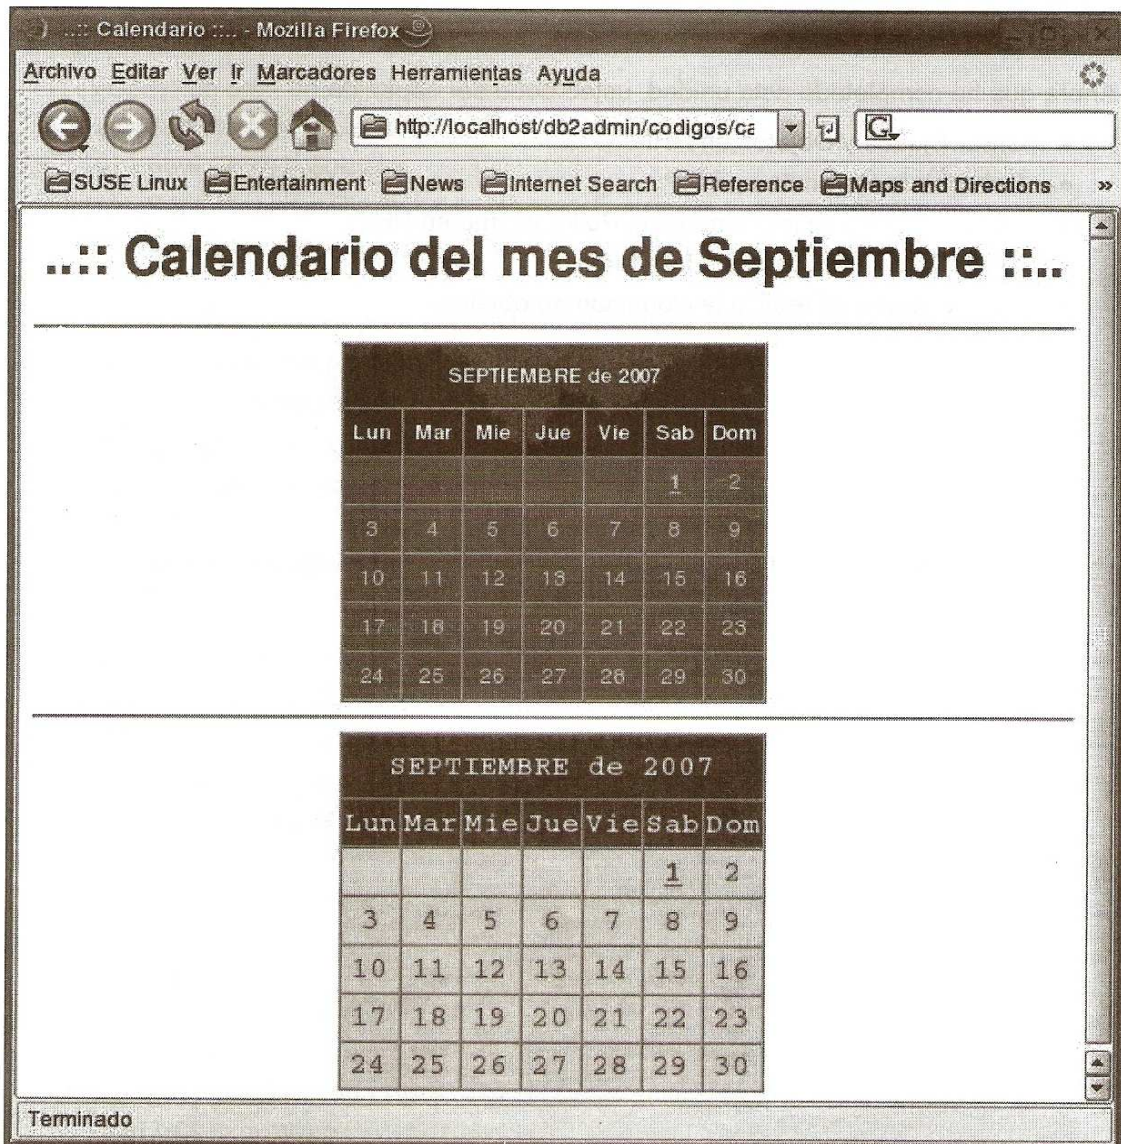 ..:: Calendario ::.. - Mozilla Firefox
Archivo Editar Ver Ir Marcadores Herramientas Ayuda
http://localhost/db2admin/codigos/ca
G
SUSE Linux Entertainment News Internet Search Reference Maps and Directions »
..:: Calendario del mes de Septiembre ::..
SEPTIEMBRE de 2007
Lun Mar Mie Jue Vie Sab Dom
1 2
3 4 5 6 7 8 9
10 11 12 13 14 15 16
17 18 19 20 21 22 23
24 25 26 27 28 29 30
SEPTIEMBRE de 2007
Lun Mar Mie Jue Vie Sab Dom
1 2
3 4 5 6 7 8 9
10 11 12 13 14 15 16
17 18 19 20 21 22 23
24 25 26 27 28 29 30
Terminado